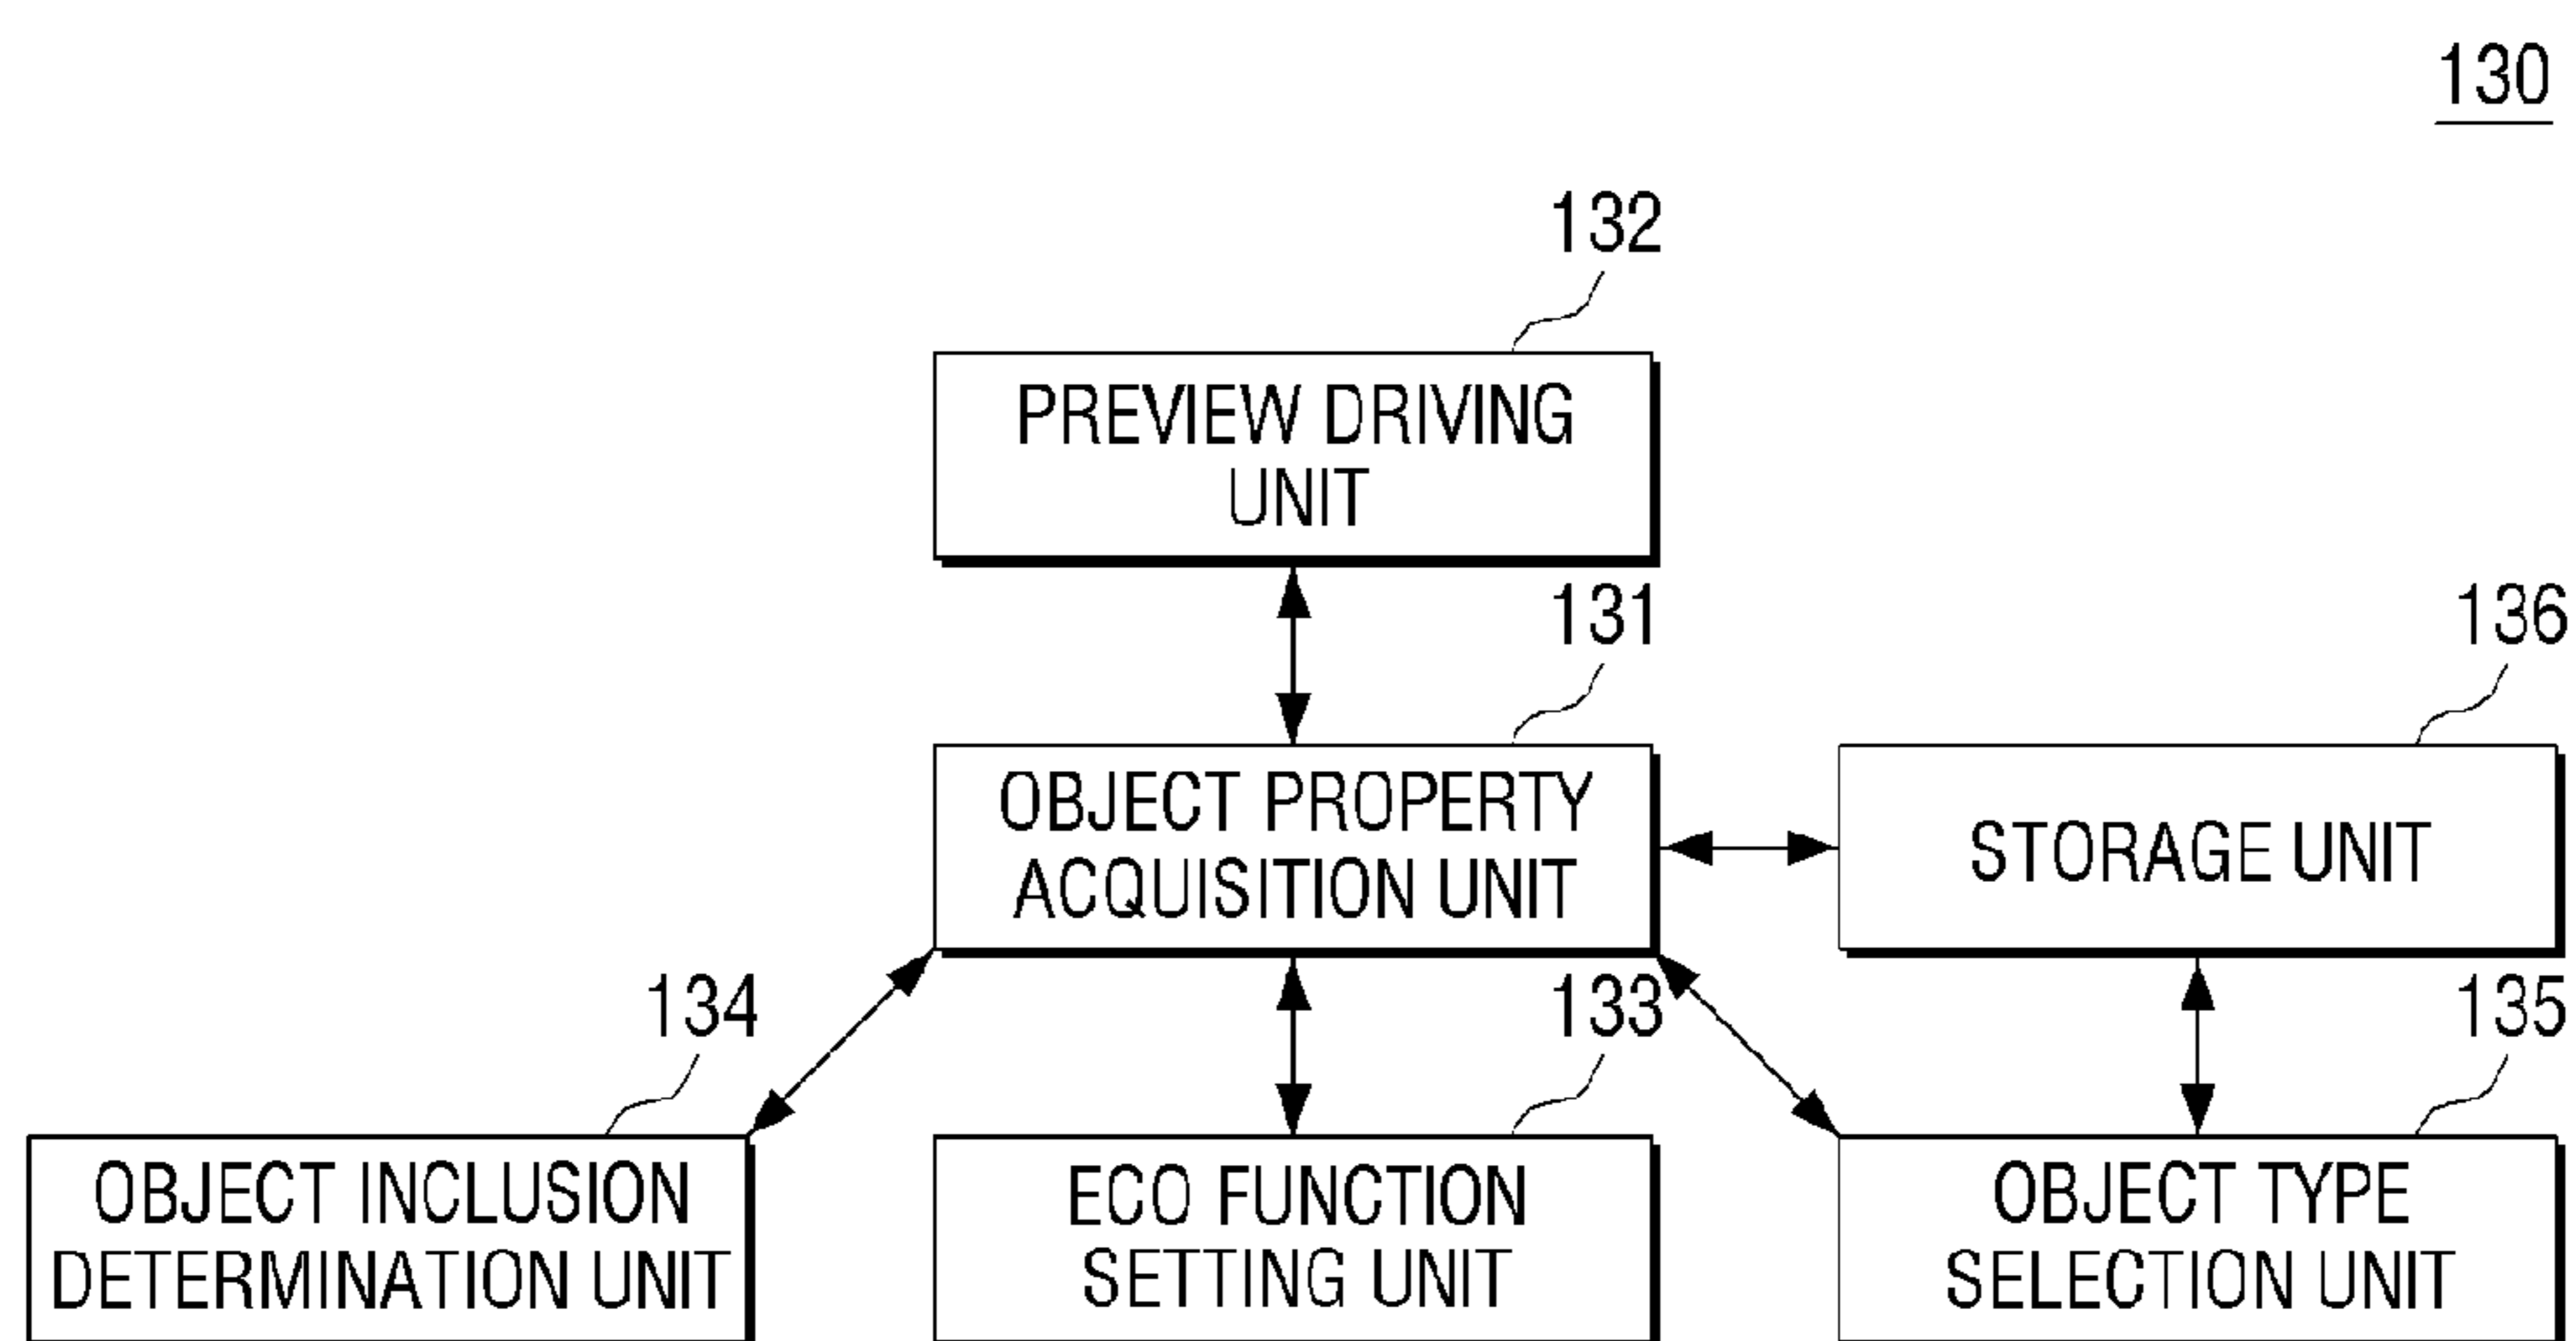 130
132
PREVIEW DRIVING
UNIT
131
136
OBJECT PROPERTY
ACQUISITION UNIT
STORAGE UNIT
134
133
135
OBJECT INCLUSION
DETERMINATION UNIT
ECO FUNCTION
SETTING UNIT
OBJECT TYPE
SELECTION UNIT